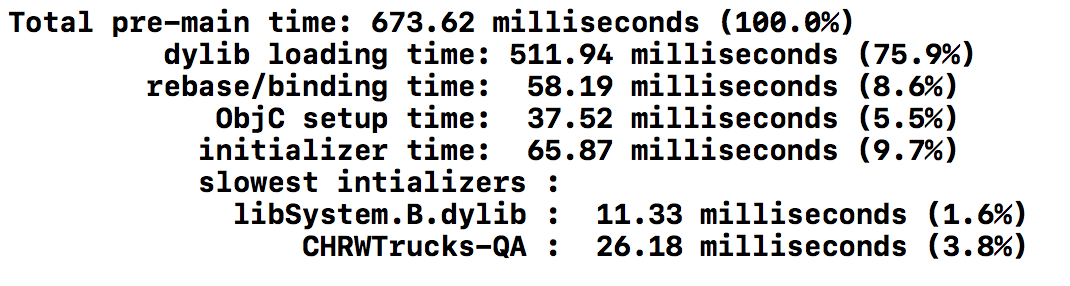 Total pre-main time: 673.62 milliseconds (100.0%)
dylib loading time: 511.94 milliseconds (75.9%)
rebase/binding time:  58.19 milliseconds (8.6%)
ObjC setup time:  37.52 milliseconds (5.5%)
initializer time:  65.87 milliseconds (9.7%)
slowest intializers :
libSystem.B.dylib :  11.33 milliseconds (1.6%)
CHRWTrucks-QA :  26.18 milliseconds (3.8%)